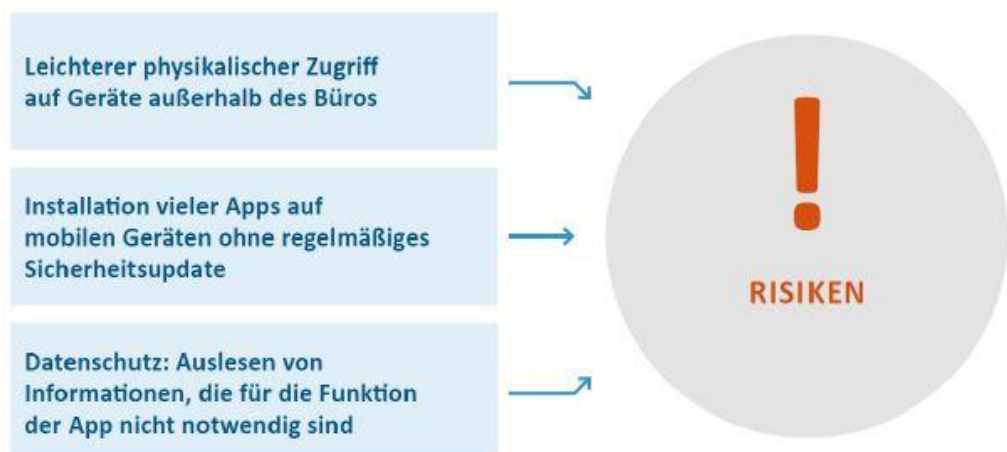 Leichterer physikalischer Zugriff
auf Geräte außerhalb des Büros
Installation vieler Apps auf
mobilen Geräten ohne regelmäßiges
Sicherheitsupdate
Datenschutz: Auslesen von
Informationen, die für die Funktion
der App nicht notwendig sind
!
RISIKEN